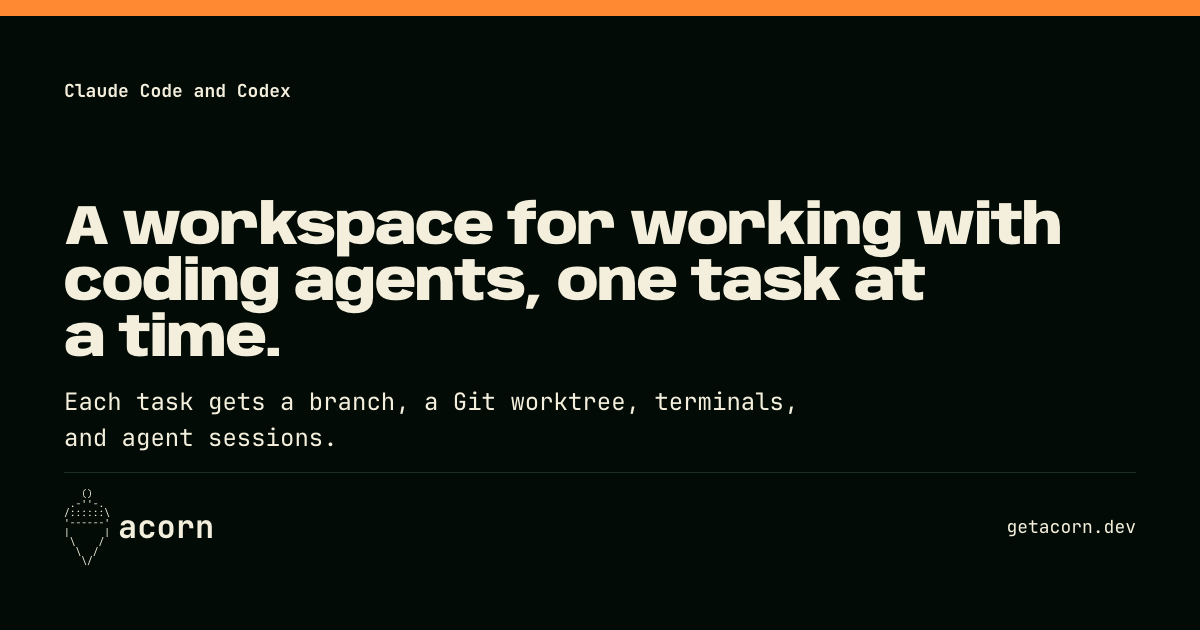 Claude Code and Codex
A workspace for working with
coding agents, one task at
a time.
Each task gets a branch, a Git worktree, terminals,
and agent sessions.
acorn
getacorn.dev